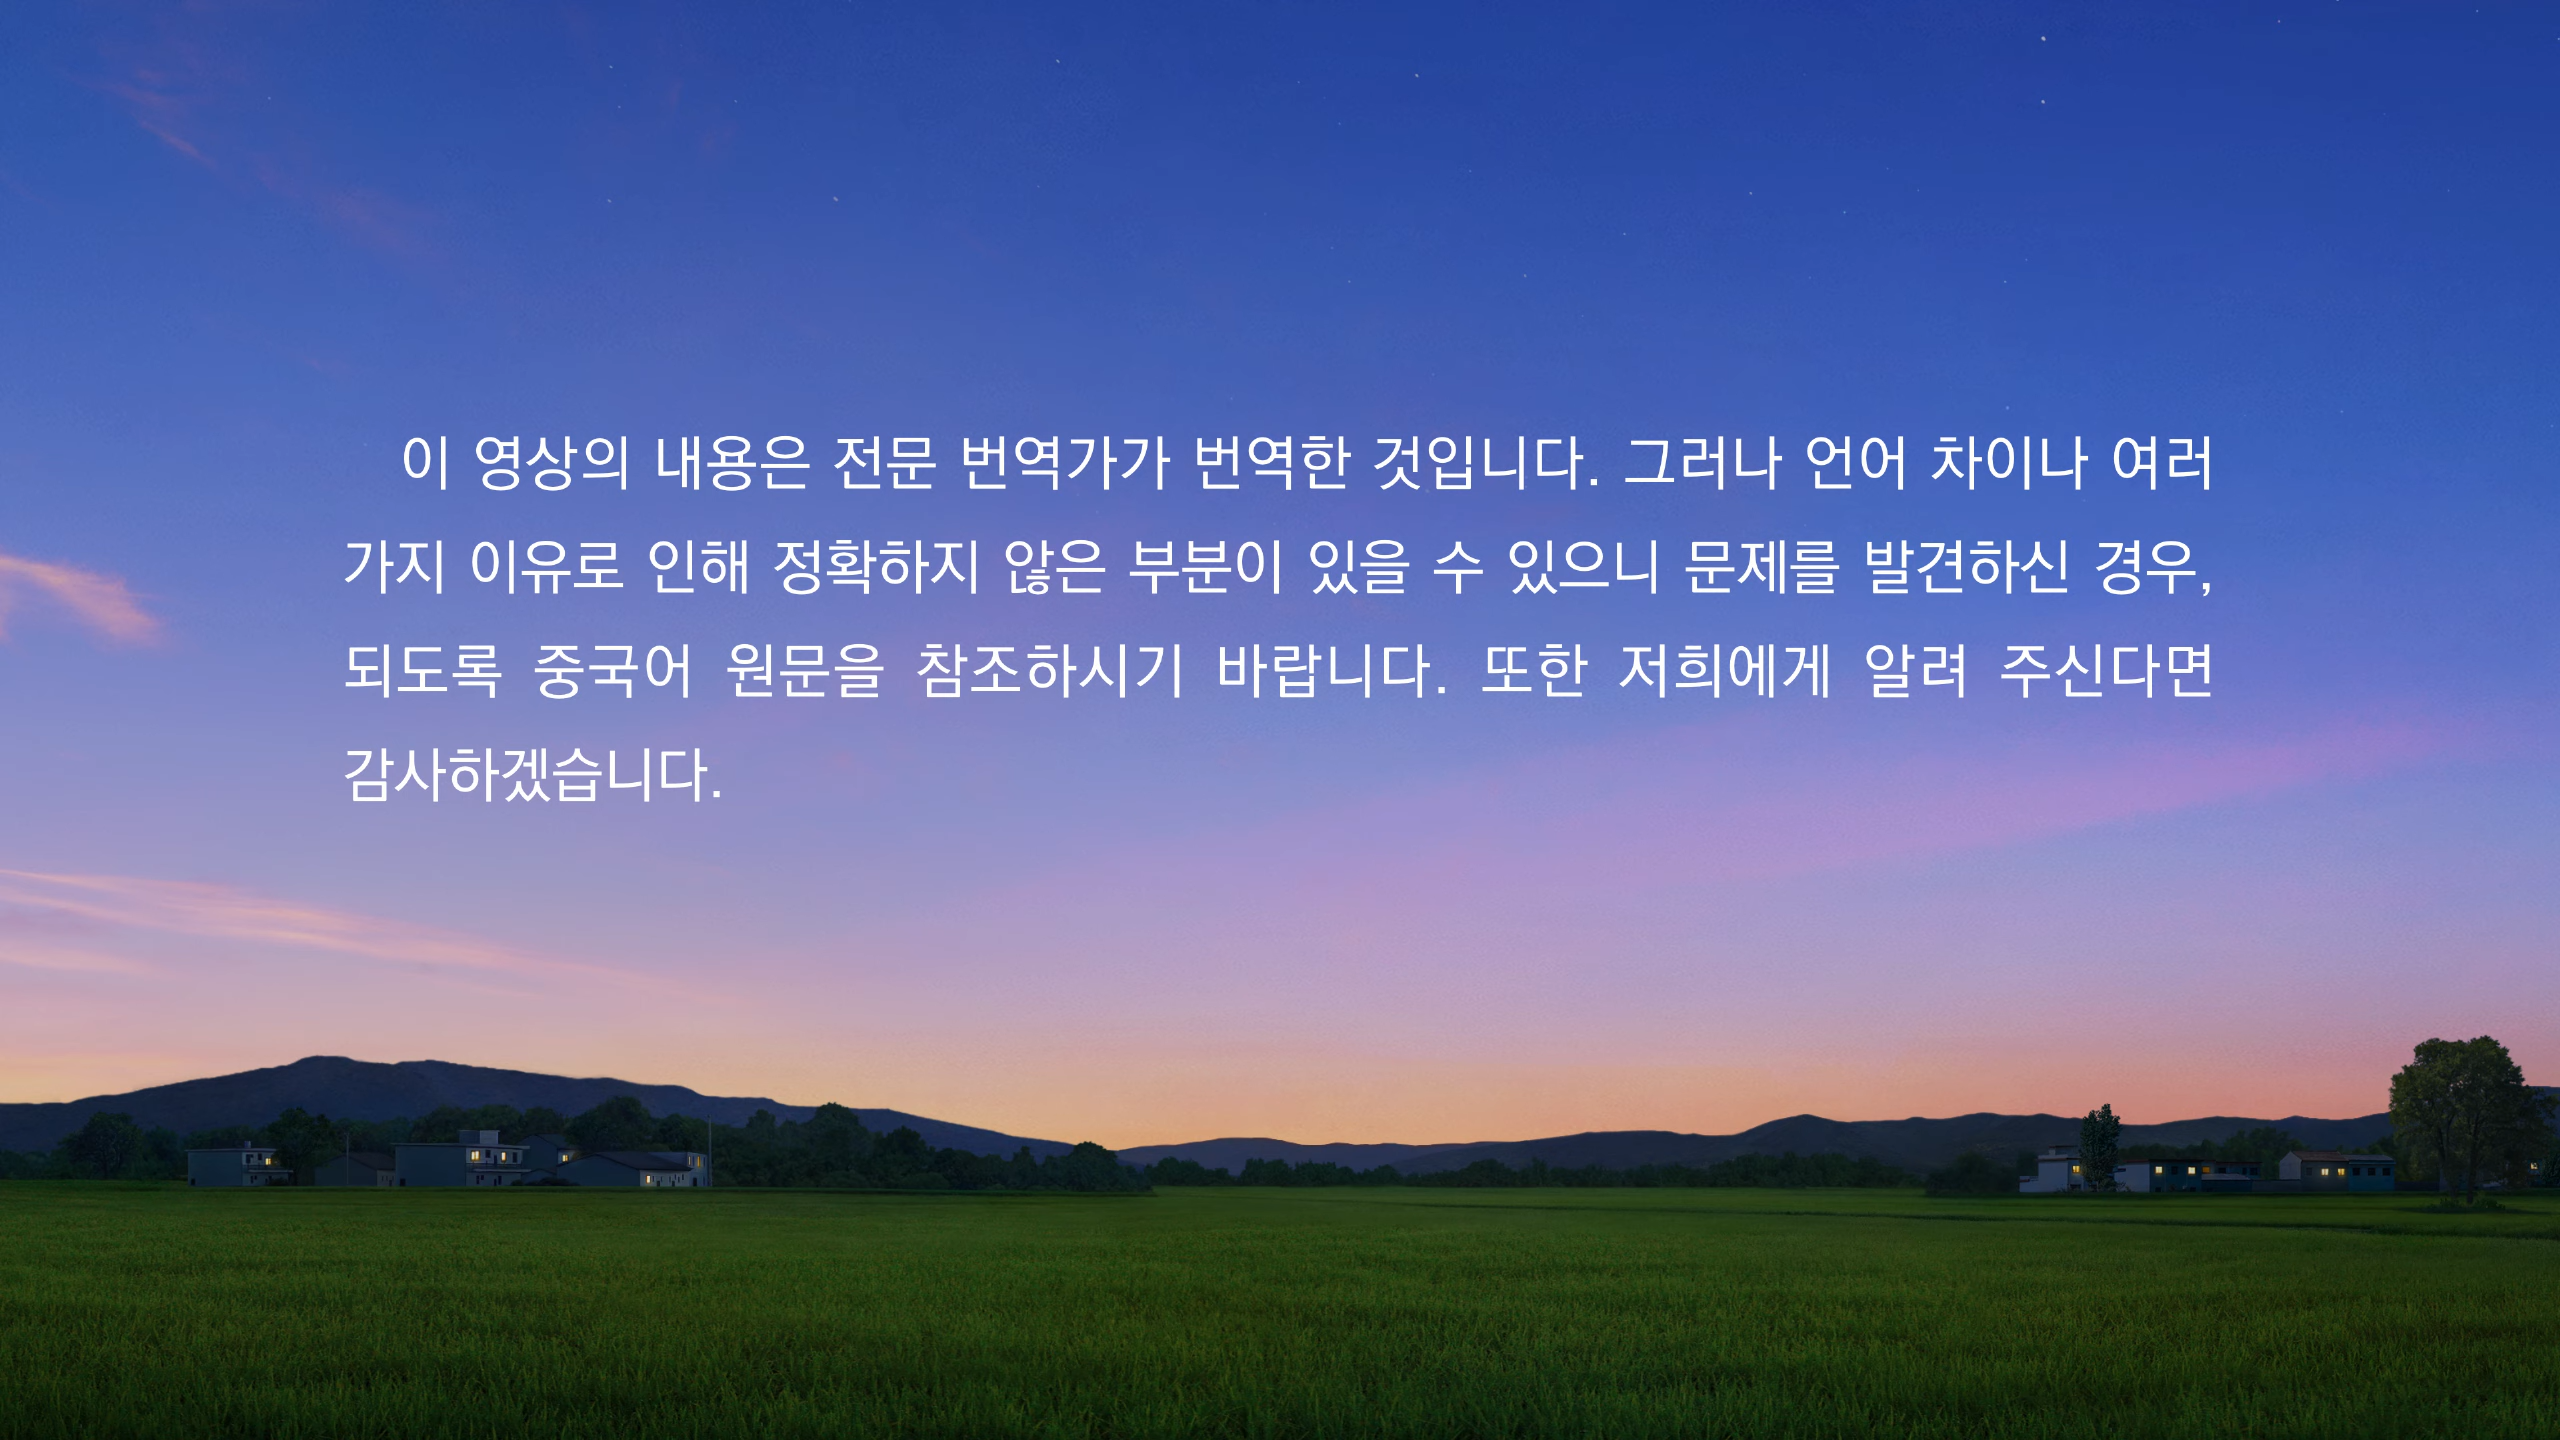 이 영상의 내용은 전문 번역가가 번역한 것입니다. 그러나 언어 차이나 여러
가지 이유로 인해 정확하지 않은 부분이 있을 수 있으니 문제를 발견하신 경우,
되도록 중국어 원문을 참조하시기 바랍니다. 또한 저희에게 알려 주신다면
감사하겠습니다.